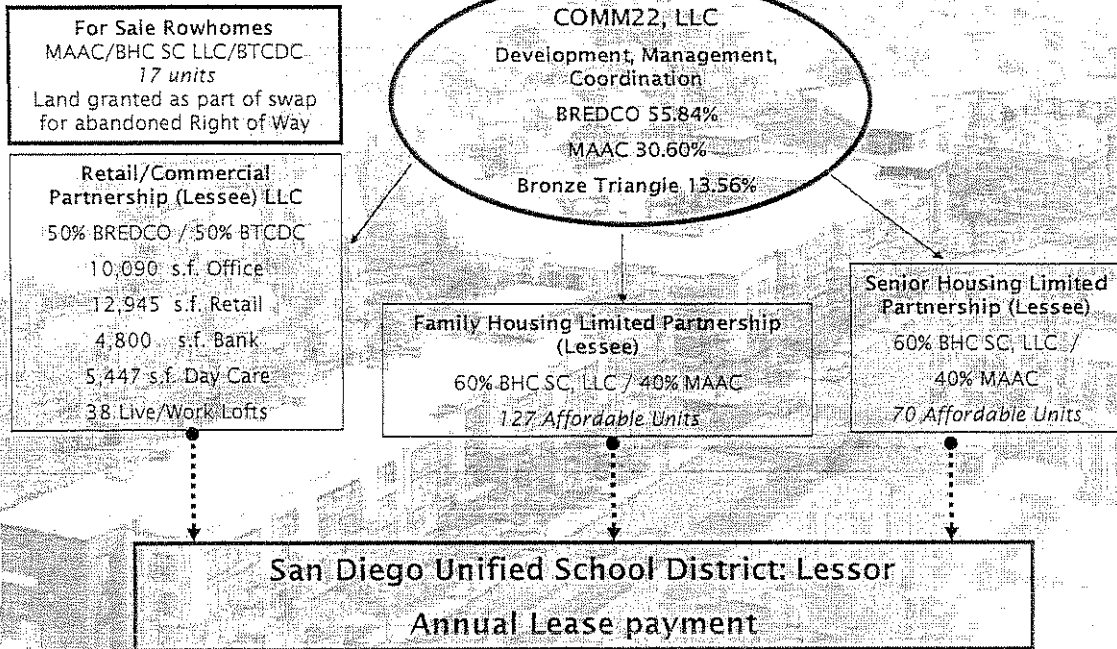 For Sale Rowhomes
MAAC/BHC SC LLC/BTCDC
17 units
Land granted as part of swap
for abandoned Right of Way
COMM22, LLC
Development, Management,
Coordination
BREDCO 55.84%
MAAC 30.60%
Bronze Triangle 13.56%
Retail/Commercial
Partnership (Lessee) LLC
50% BREDCO / 50% BTCDC
10,090 s.f. Office
12,945 s.f. Retail
4,800 s.f. Bank
5,447 s.f. Day Care
38 Live/Work Lofts
Family Housing Limited Partnership
(Lessee)
60% BHC SC, LLC / 40% MAAC
127 Affordable Units
Senior Housing Limited
Partnership (Lessee)
60% BHC SC, LLC /
40% MAAC
70 Affordable Units
San Diego Unified School District: Lessor
Annual Lease payment